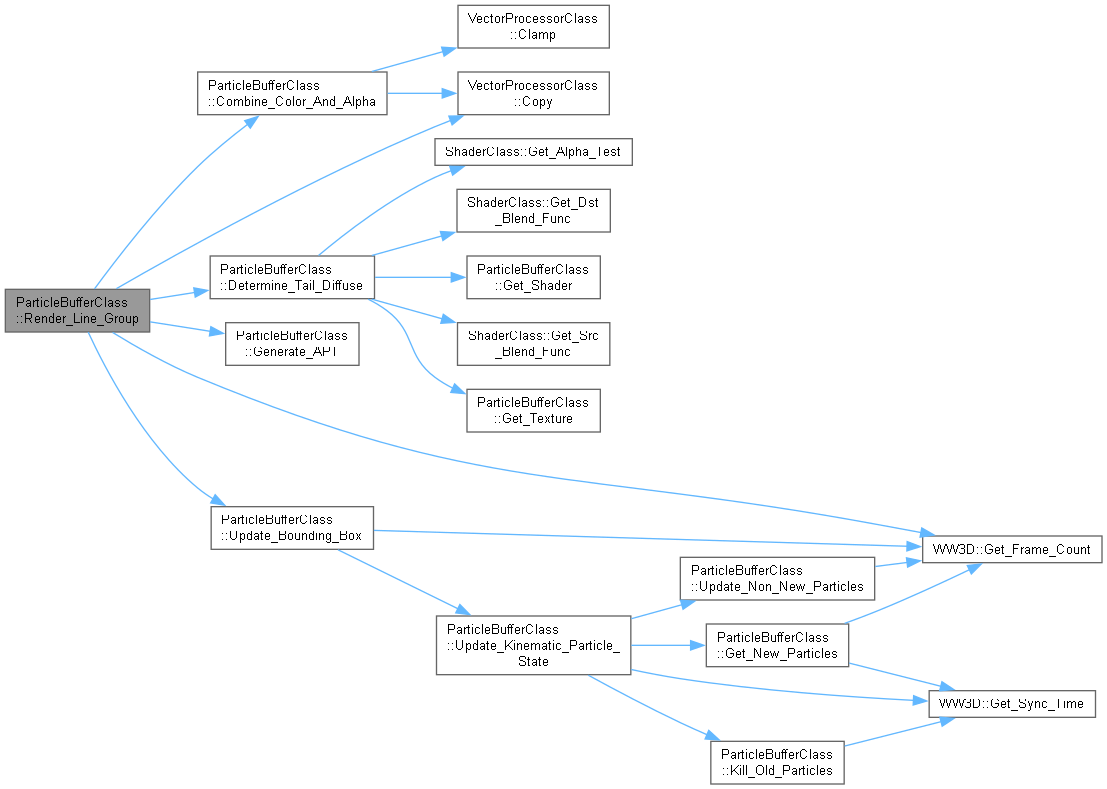 VectorProcessorClass
::Clamp
ParticleBufferClass
::Combine_Color_And_Alpha
VectorProcessorClass
::Copy
ShaderClass::Get_Alpha_Test
ShaderClass::Get_Dst
_Blend_Func
ParticleBufferClass
::Determine_Tail_Diffuse
ParticleBufferClass
::Get_Shader
ParticleBufferClass
::Render_Line_Group
ParticleBufferClass
::Generate_APT
ShaderClass::Get_Src
_Blend_Func
ParticleBufferClass
::Get_Texture
ParticleBufferClass
::Update_Bounding_Box
WW3D::Get_Frame_Count
ParticleBufferClass
::Update_Non_New_Particles
ParticleBufferClass
::Update_Kinematic_Particle_
State
ParticleBufferClass
::Get_New_Particles
WW3D::Get_Sync_Time
ParticleBufferClass
::Kill_Old_Particles